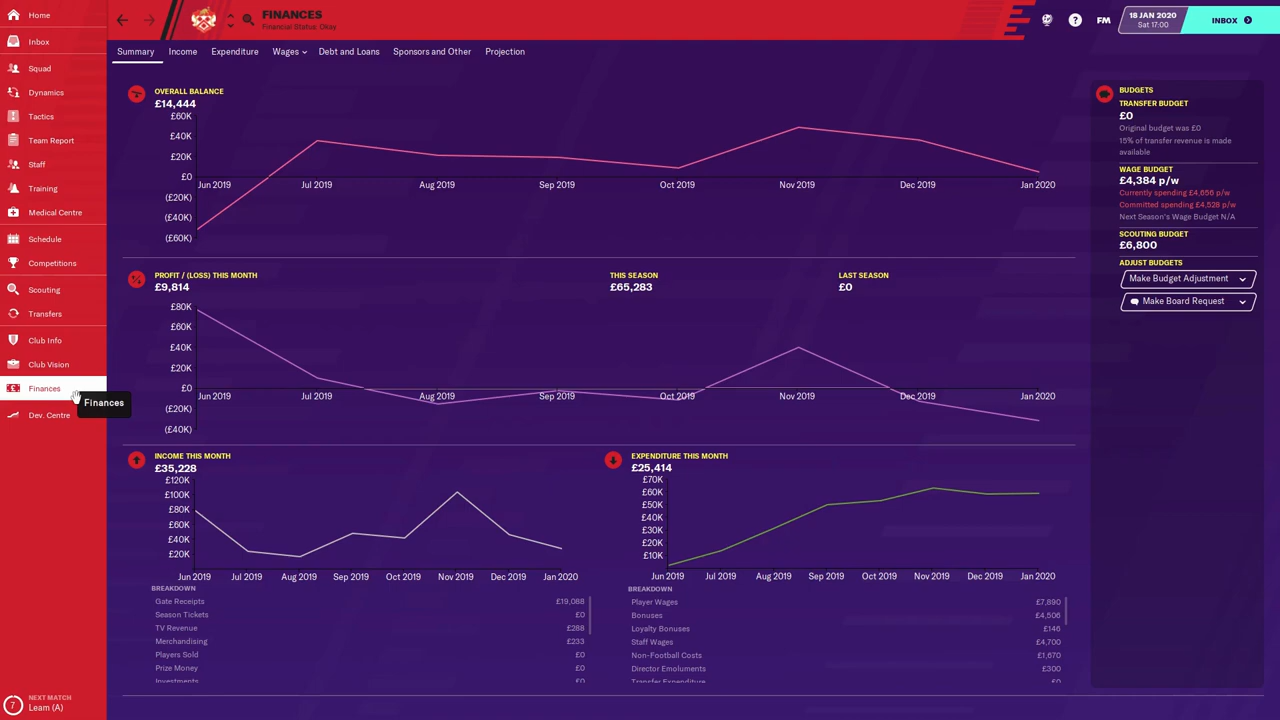 Home
Inbox
Squad
Dynamics
Tactics
Team Report
Staff
Training
Medical Centre
Schedule
Competitions
Scouting
Transfers
Club Info
Club Vision
Finances
Finances
Dev. Centre
7
NEXT MATCH
Leam (A)
FINANCES
Financial Status: Okay
?
FM
18 JAN 2020
Sat 17:00
INBOX
Summary
Income
Expenditure
Wages
Debt and Loans
Sponsors and Other
Projection
OVERALL BALANCE
£14,444
£60K
£40K
£20K
£0
(£20K)
(£40K)
(£60K)
Jun 2019 Jul 2019 Aug 2019 Sep 2019 Oct 2019 Nov 2019 Dec 2019 Jan 2020
PROFIT / (LOSS) THIS MONTH
£9,814
THIS SEASON
£65,283
LAST SEASON
£0
£80K
£60K
£40K
£20K
£0
(£20K)
(£40K)
Jun 2019 Jul 2019 Aug 2019 Sep 2019 Oct 2019 Nov 2019 Dec 2019 Jan 2020
INCOME THIS MONTH
£35,228
£120K
£100K
£80K
£60K
£40K
£20K
Jun 2019 Jul 2019 Aug 2019 Sep 2019 Oct 2019 Nov 2019 Dec 2019 Jan 2020
BREAKDOWN
Gate Receipts £19,088
Season Tickets £0
TV Revenue £288
Merchandising £233
Players Sold £0
Prize Money £0
Investments £0
EXPENDITURE THIS MONTH
£25,414
£70K
£60K
£50K
£40K
£30K
£20K
£10K
Jun 2019 Jul 2019 Aug 2019 Sep 2019 Oct 2019 Nov 2019 Dec 2019 Jan 2020
BREAKDOWN
Player Wages £7,890
Bonuses £4,506
Loyalty Bonuses £146
Staff Wages £4,700
Non-Football Costs £1,670
Director Emoluments £300
Transfer Expenditure £0
BUDGETS
TRANSFER BUDGET
£0
Original budget was £0
15% of transfer revenue is made
available
WAGE BUDGET
£4,384 p/w
Currently spending £4,656 p/w
Committed spending £4,528 p/w
Next Season's Wage Budget N/A
SCOUTING BUDGET
£6,800
ADJUST BUDGETS
Make Budget Adjustment
Make Board Request